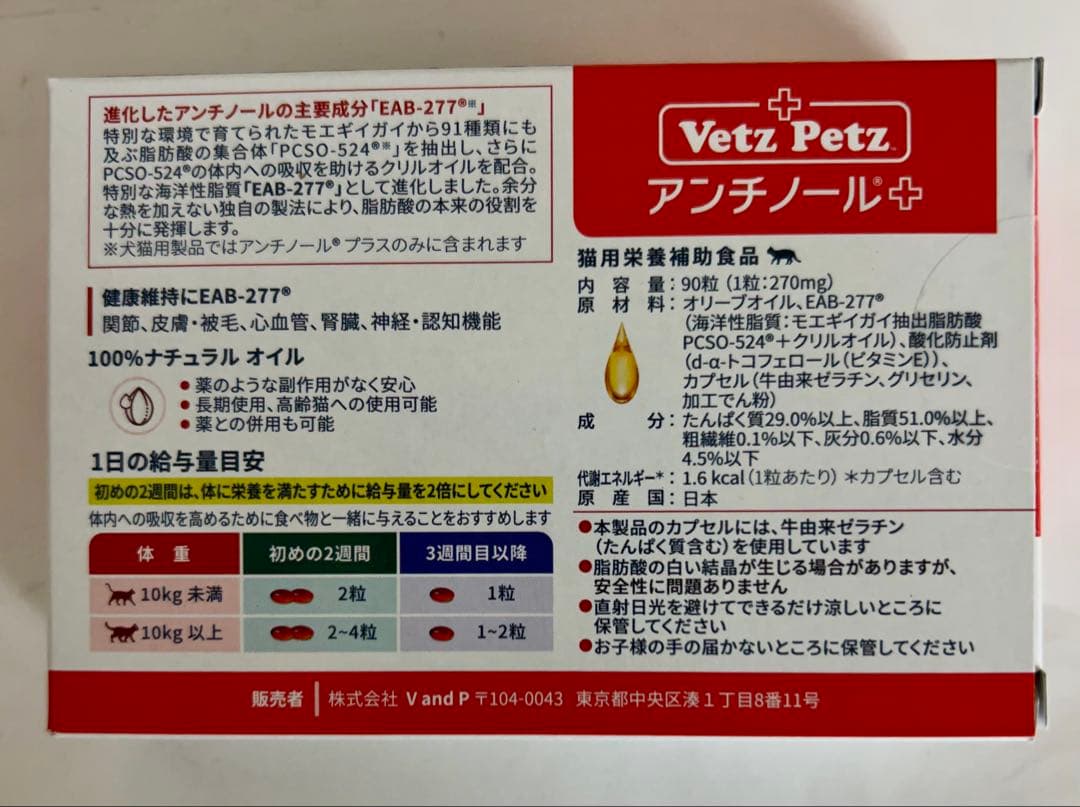 進化したアンチノールの主要成分「EAB-277®※」
特別な環境で育てられたモエギイガイから91種類にも
及ぶ脂肪酸の集合体「PCSO-524®※」を抽出し、さらに
PCSO-524®の体内への吸収を助けるクリルオイルを配合。
特別な海洋性脂質「EAB-277®」として進化しました。余分
な熱を加えない独自の製法により、脂肪酸の本来の役割を
十分に発揮します。
※犬猫用製品ではアンチノール® プラスのみに含まれます
健康維持にEAB-277®
関節、皮膚・被毛、心血管、腎臓、神経・認知機能
100%ナチュラル オイル
● 薬のような副作用がなく安心
● 長期使用、高齢猫への使用可能
● 薬との併用も可能
1日の給与量目安
初めの2週間は、体に栄養を満たすために給与量を2倍にしてください
体内への吸収を高めるために食べ物と一緒に与えることをおすすめします
体 重 初めの2週間 3週間目以降
10kg 未満 2粒 1粒
10kg 以上 2~4粒 1~2粒
Vetz Petz™
アンチノール®+
猫用栄養補助食品
内容量：90粒（1粒：270mg）
原材料：オリーブオイル、EAB-277®
（海洋性脂質：モエギイガイ抽出脂肪酸
PCSO-524®＋クリルオイル）、酸化防止剤
（d-α-トコフェロール（ビタミンE））、
カプセル（牛由来ゼラチン、グリセリン、
加工でん粉）
成分：たんぱく質29.0%以上、脂質51.0%以上、
粗繊維0.1%以下、灰分0.6%以下、水分
4.5%以下
代謝エネルギー＊：1.6 kcal（1粒あたり）＊カプセル含む
原産国：日本
●本製品のカプセルには、牛由来ゼラチン
（たんぱく質含む）を使用しています
●脂肪酸の白い結晶が生じる場合がありますが、
安全性に問題ありません
●直射日光を避けてできるだけ涼しいところに
保管してください
●お子様の手の届かないところに保管してください
販売者 株式会社 V and P 〒104-0043 東京都中央区湊1丁目8番11号